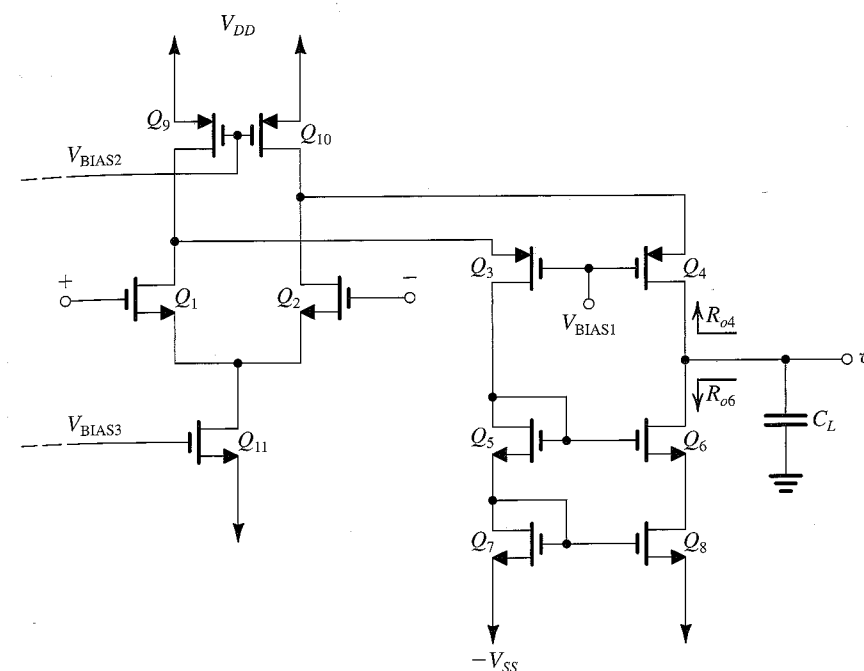 V_DD
Q_9
Q_10
V_BIAS2
Q_3
Q_4
+
Q_1
Q_2
−
V_BIAS1
R_o4
R_o6
V_BIAS3
Q_11
Q_5
Q_6
C_L
Q_7
Q_8
−V_SS